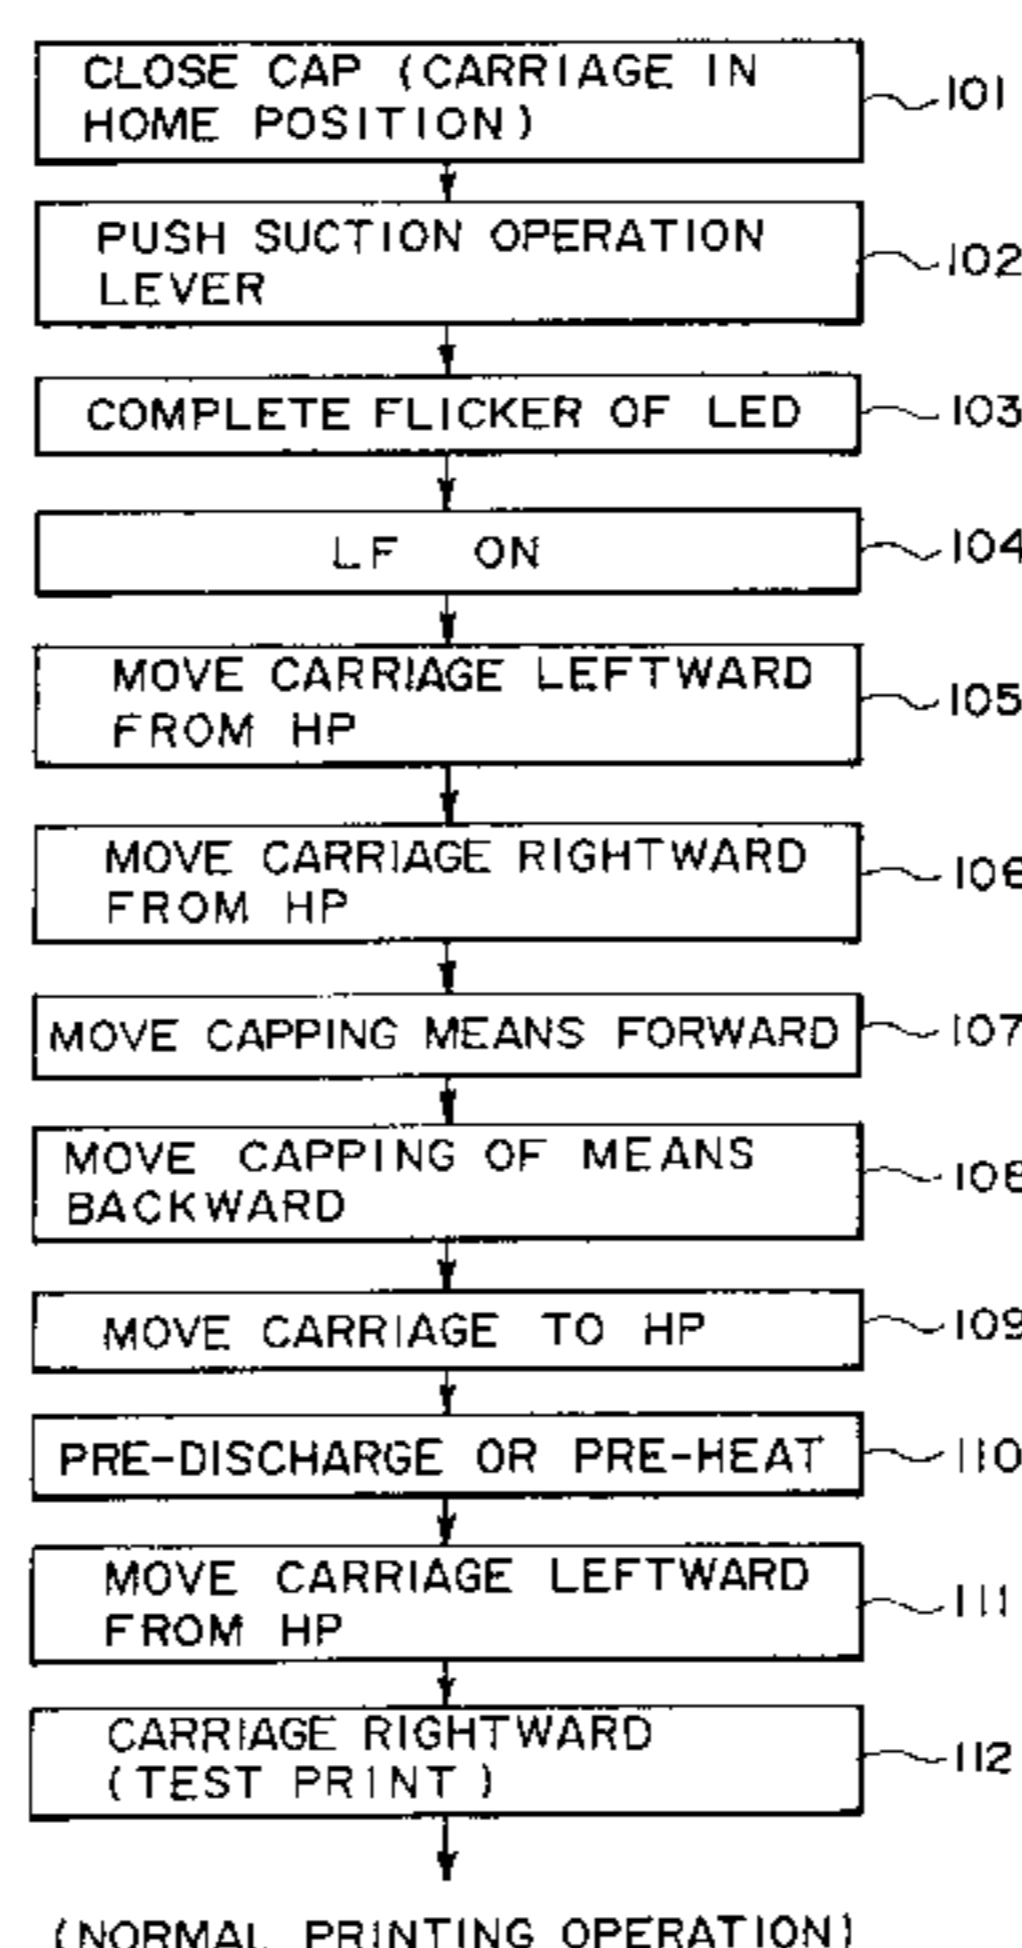 CLOSE CAP (CARRIAGE IN
HOME POSITION)
101
PUSH SUCTION OPERATION
LEVER
102
COMPLETE FLICKER OF LED
103
LF ON
104
MOVE CARRIAGE LEFTWARD
FROM HP
105
MOVE CARRIAGE RIGHTWARD
FROM HP
106
MOVE CAPPING MEANS FORWARD
107
MOVE CAPPING OF MEANS
BACKWARD
108
MOVE CARRIAGE TO HP
109
PRE-DISCHARGE OR PRE-HEAT
110
MOVE CARRIAGE LEFTWARD
FROM HP
111
CARRIAGE RIGHTWARD
(TEST PRINT)
112
(NORMAL PRINTING OPERATION)